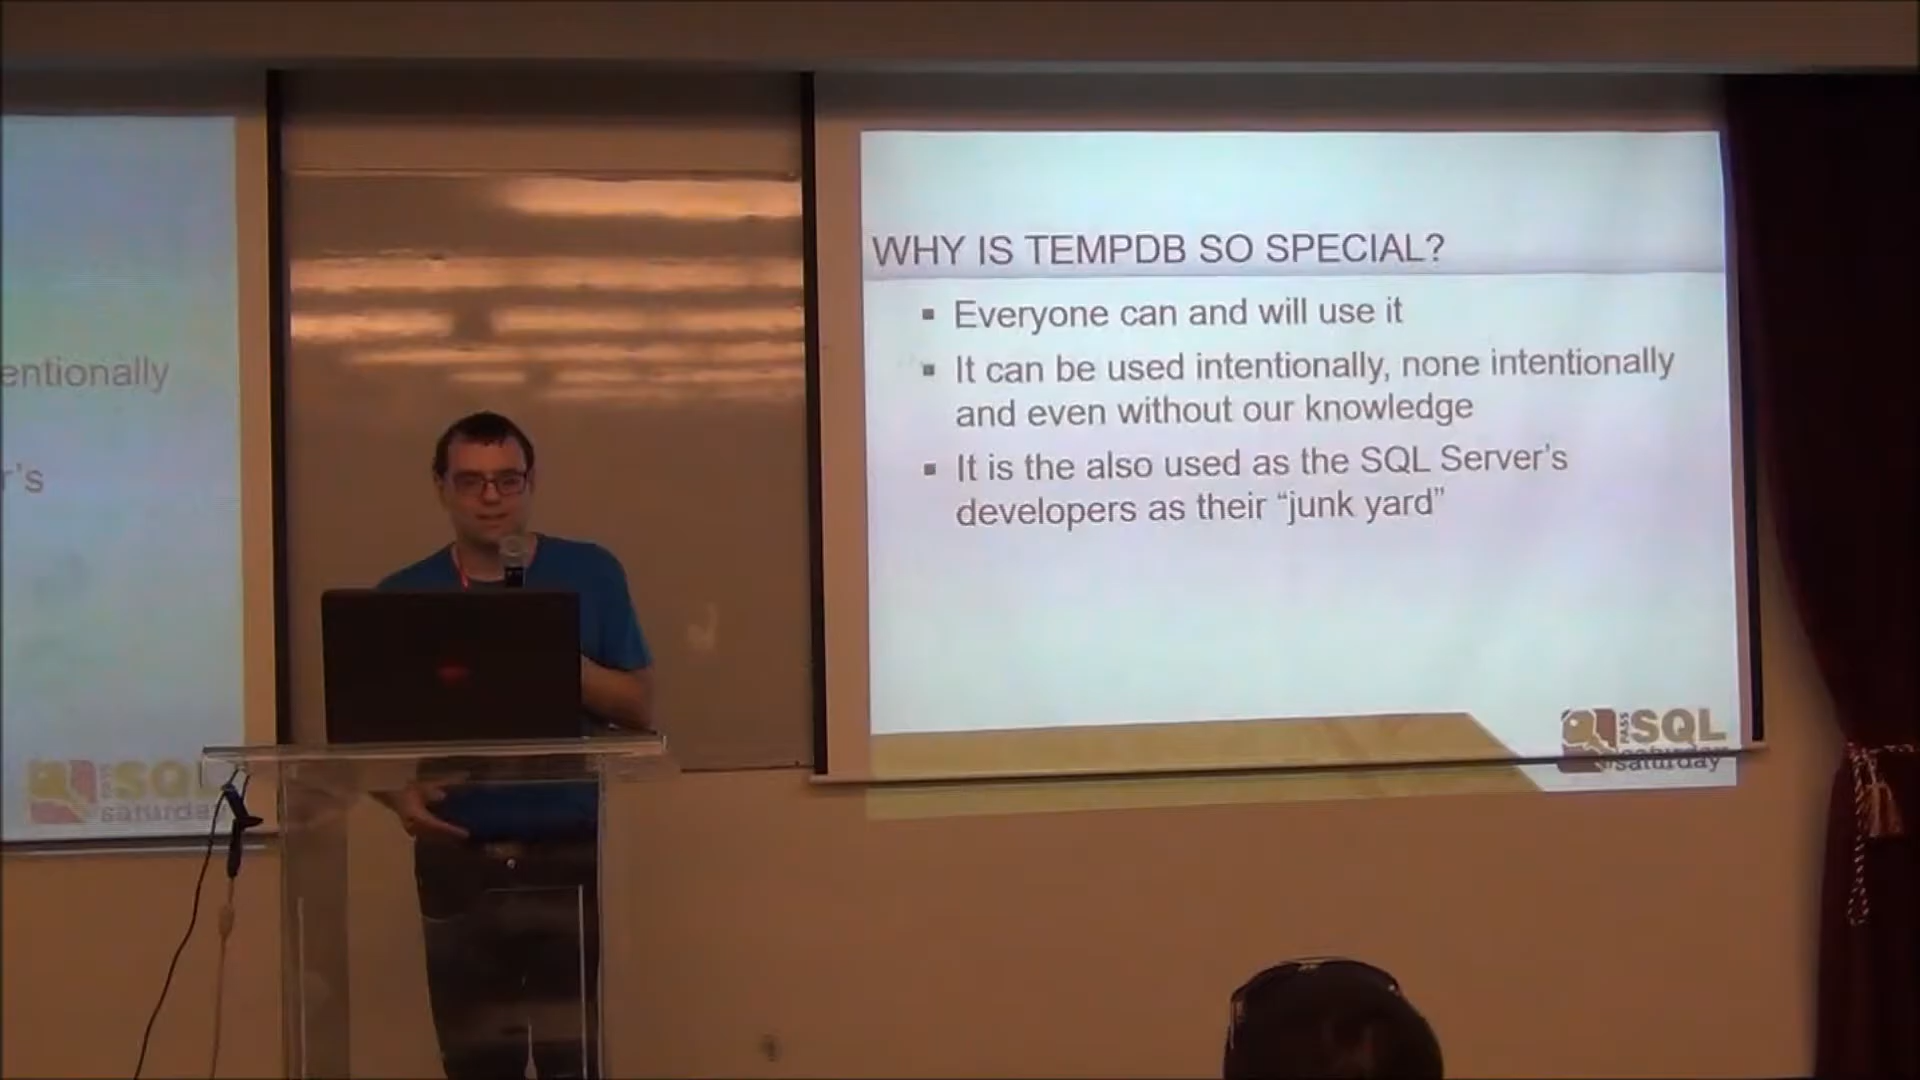 entionally
r's
SQL
saturda
WHY IS TEMPDB SO SPECIAL?
▪ Everyone can and will use it
▪ It can be used intentionally, none intentionally
and even without our knowledge
▪ It is the also used as the SQL Server's
developers as their “junk yard”
PASS
SQL
saturday